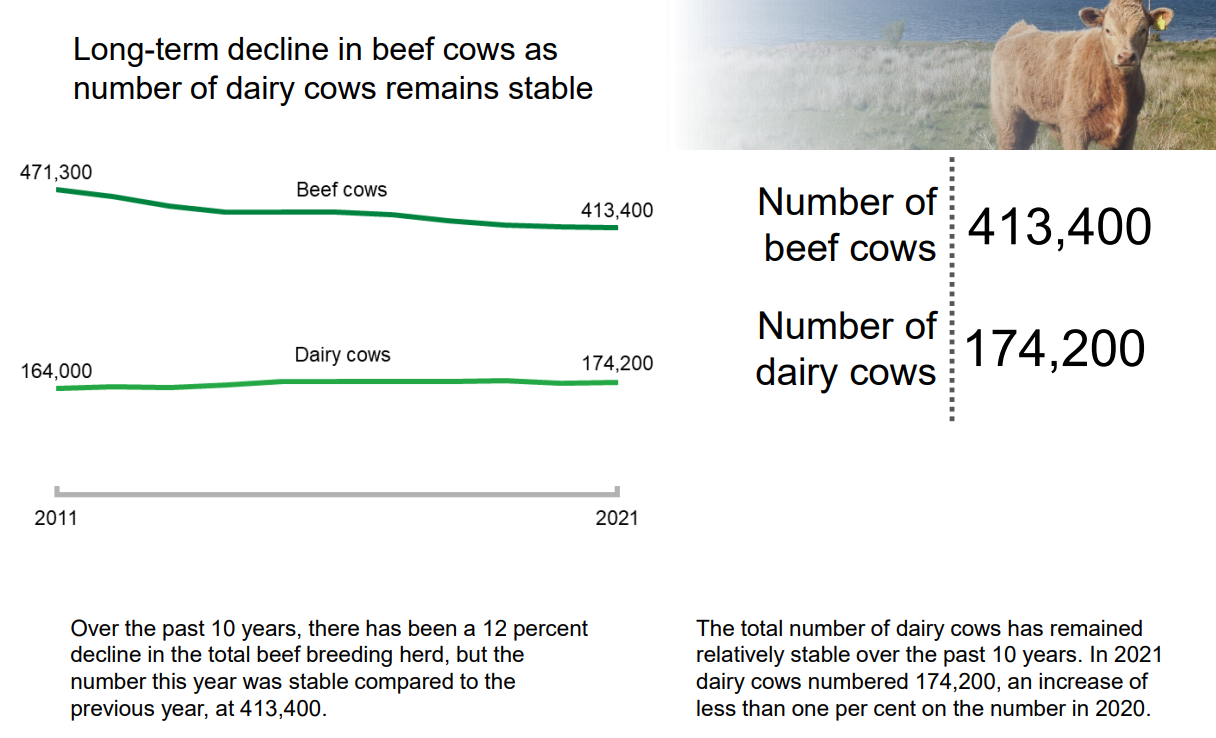 Long-term decline in beef cows as
number of dairy cows remains stable
471,300
Beef cows
413,400
164,000
Dairy cows
174,200
2011
2021
Number of
beef cows
413,400
Number of
dairy cows
174,200
Over the past 10 years, there has been a 12 percent
decline in the total beef breeding herd, but the
number this year was stable compared to the
previous year, at 413,400.
The total number of dairy cows has remained
relatively stable over the past 10 years. In 2021
dairy cows numbered 174,200, an increase of
less than one per cent on the number in 2020.